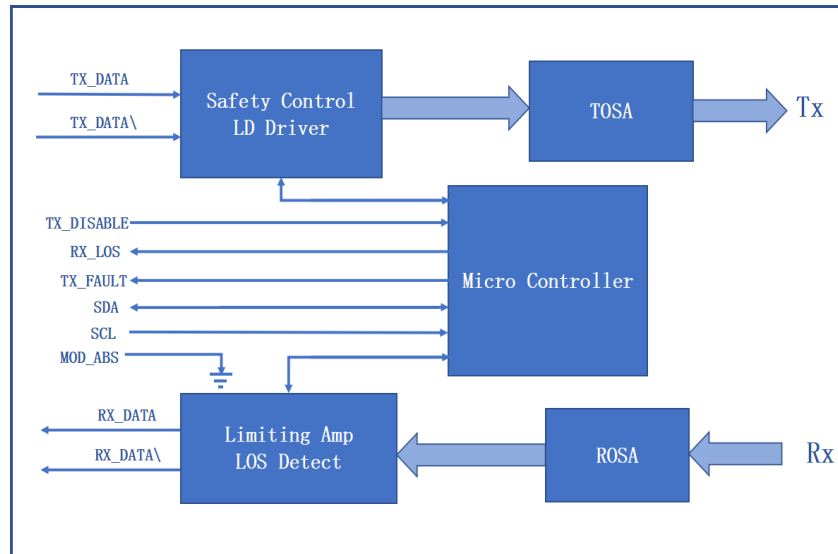 TX_DATA
TX_DATA\
Safety Control
LD Driver
TOSA
Tx
TX_DISABLE
RX_LOS
TX_FAULT
SDA
SCL
MOD_ABS
Micro Controller
RX_DATA
RX_DATA\
Limiting Amp
LOS Detect
ROSA
Rx